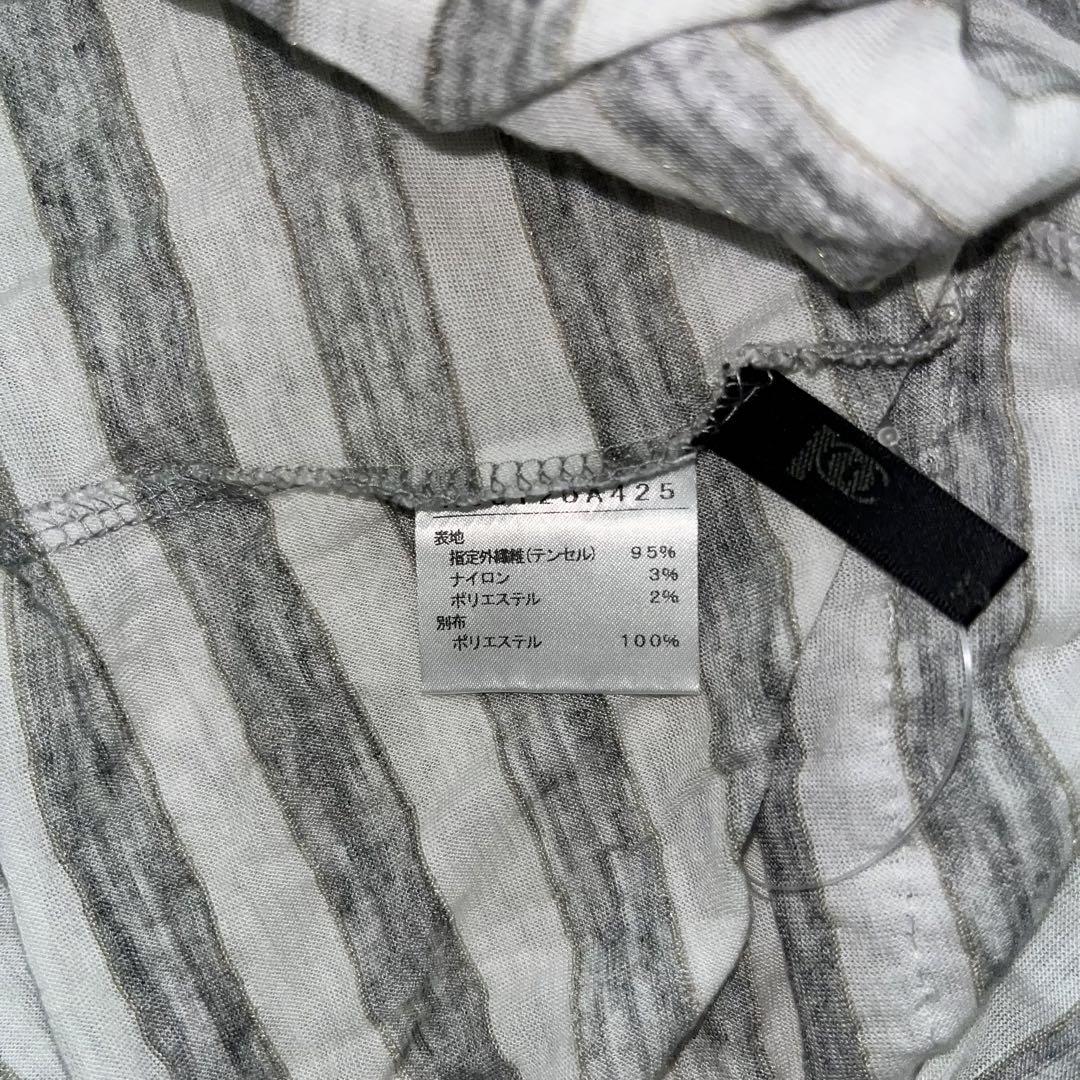 20A425
表地
指定外繊維(テンセル) 95%
ナイロン 3%
ポリエステル 2%
別布
ポリエステル 100%